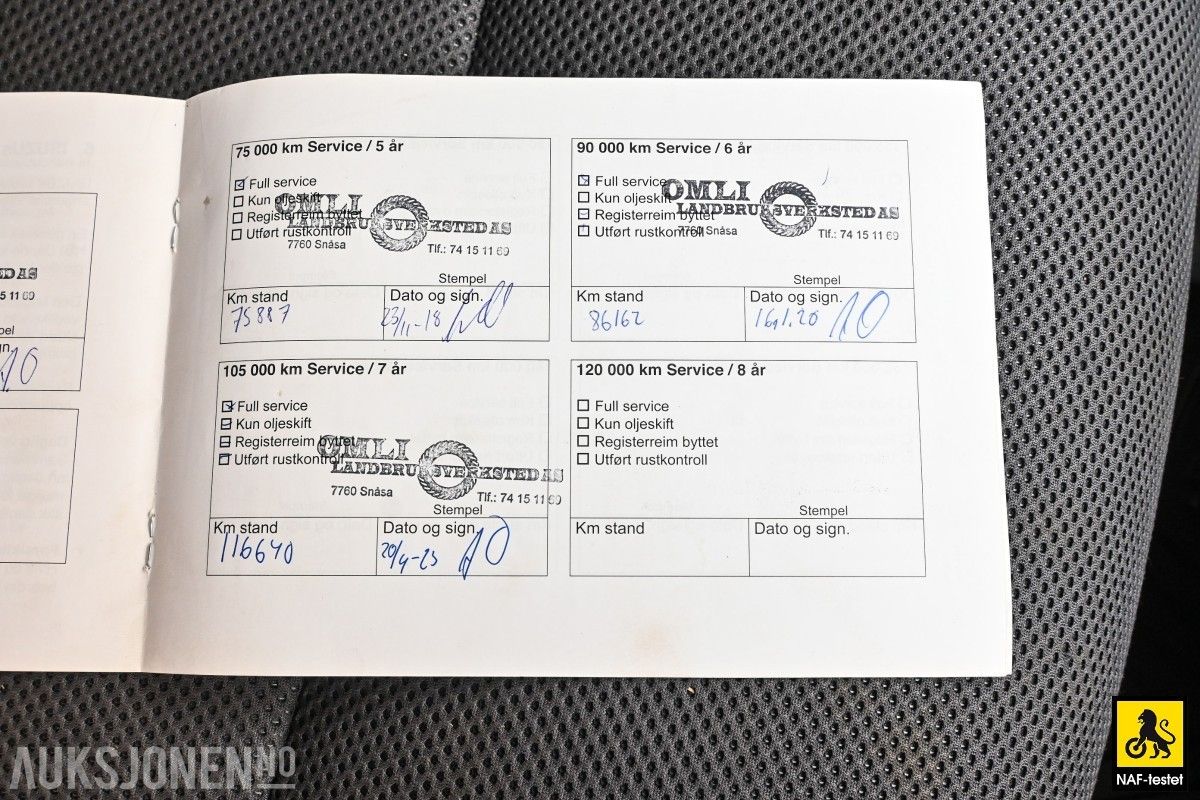 75 000 km Service / 5 år
Full service
Kun oljeskift
Registerreim byttet
Utført rustkontroll
OMLI
LANDBRUKSVERKSTED AS
7760 Snåsa
Tlf.: 74 15 11 69
Stempel
Km stand
75887
Dato og sign.
23/11-18
90 000 km Service / 6 år
Full service
Kun oljeskift
Registerreim byttet
Utført rustkontroll
OMLI
LANDBRUKSVERKSTED AS
7760 Snåsa
Tlf.: 74 15 11 69
Stempel
Km stand
86162
Dato og sign.
16.1.20
105 000 km Service / 7 år
Full service
Kun oljeskift
Registerreim byttet
Utført rustkontroll
OMLI
LANDBRUKSVERKSTED AS
7760 Snåsa
Tlf.: 74 15 11 69
Stempel
Km stand
116640
Dato og sign.
20/4-23
120 000 km Service / 8 år
Full service
Kun oljeskift
Registerreim byttet
Utført rustkontroll
Stempel
Km stand
Dato og sign.
AUKSJONEN.NO
NAF-testet